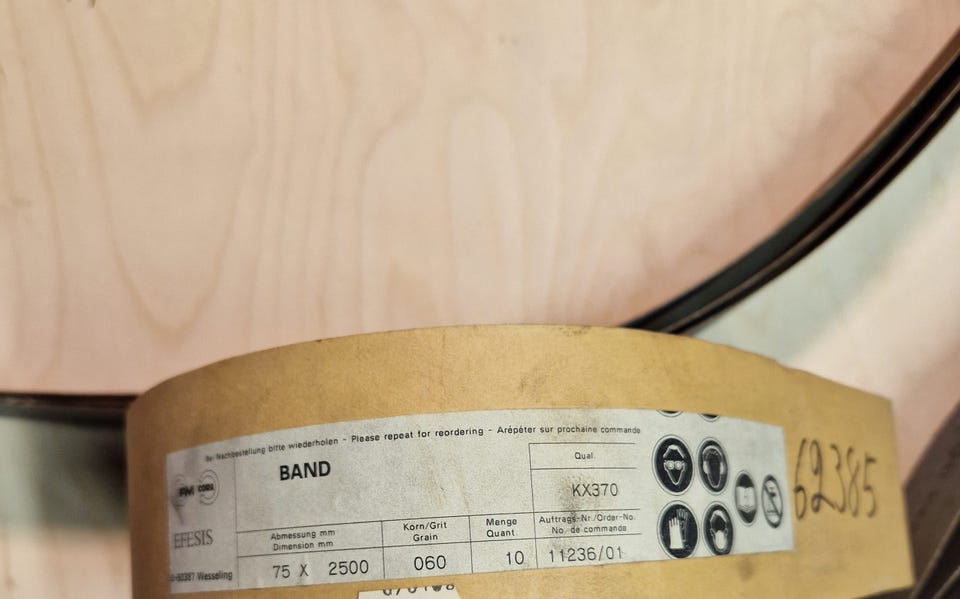 Bei Nachbestellung bitte wiederholen - Please repeat for reordering - Arépéter sur prochaine commande
BAND
Qual.
KX370
CORA
EFESIS
Wesseling
Abmessung mm
Dimension mm
75 X 2500
Korn/Grit
Grain
060
Menge
Quant.
10
Auftrags-Nr./Order-No.
No. de commande
11236/01
62385